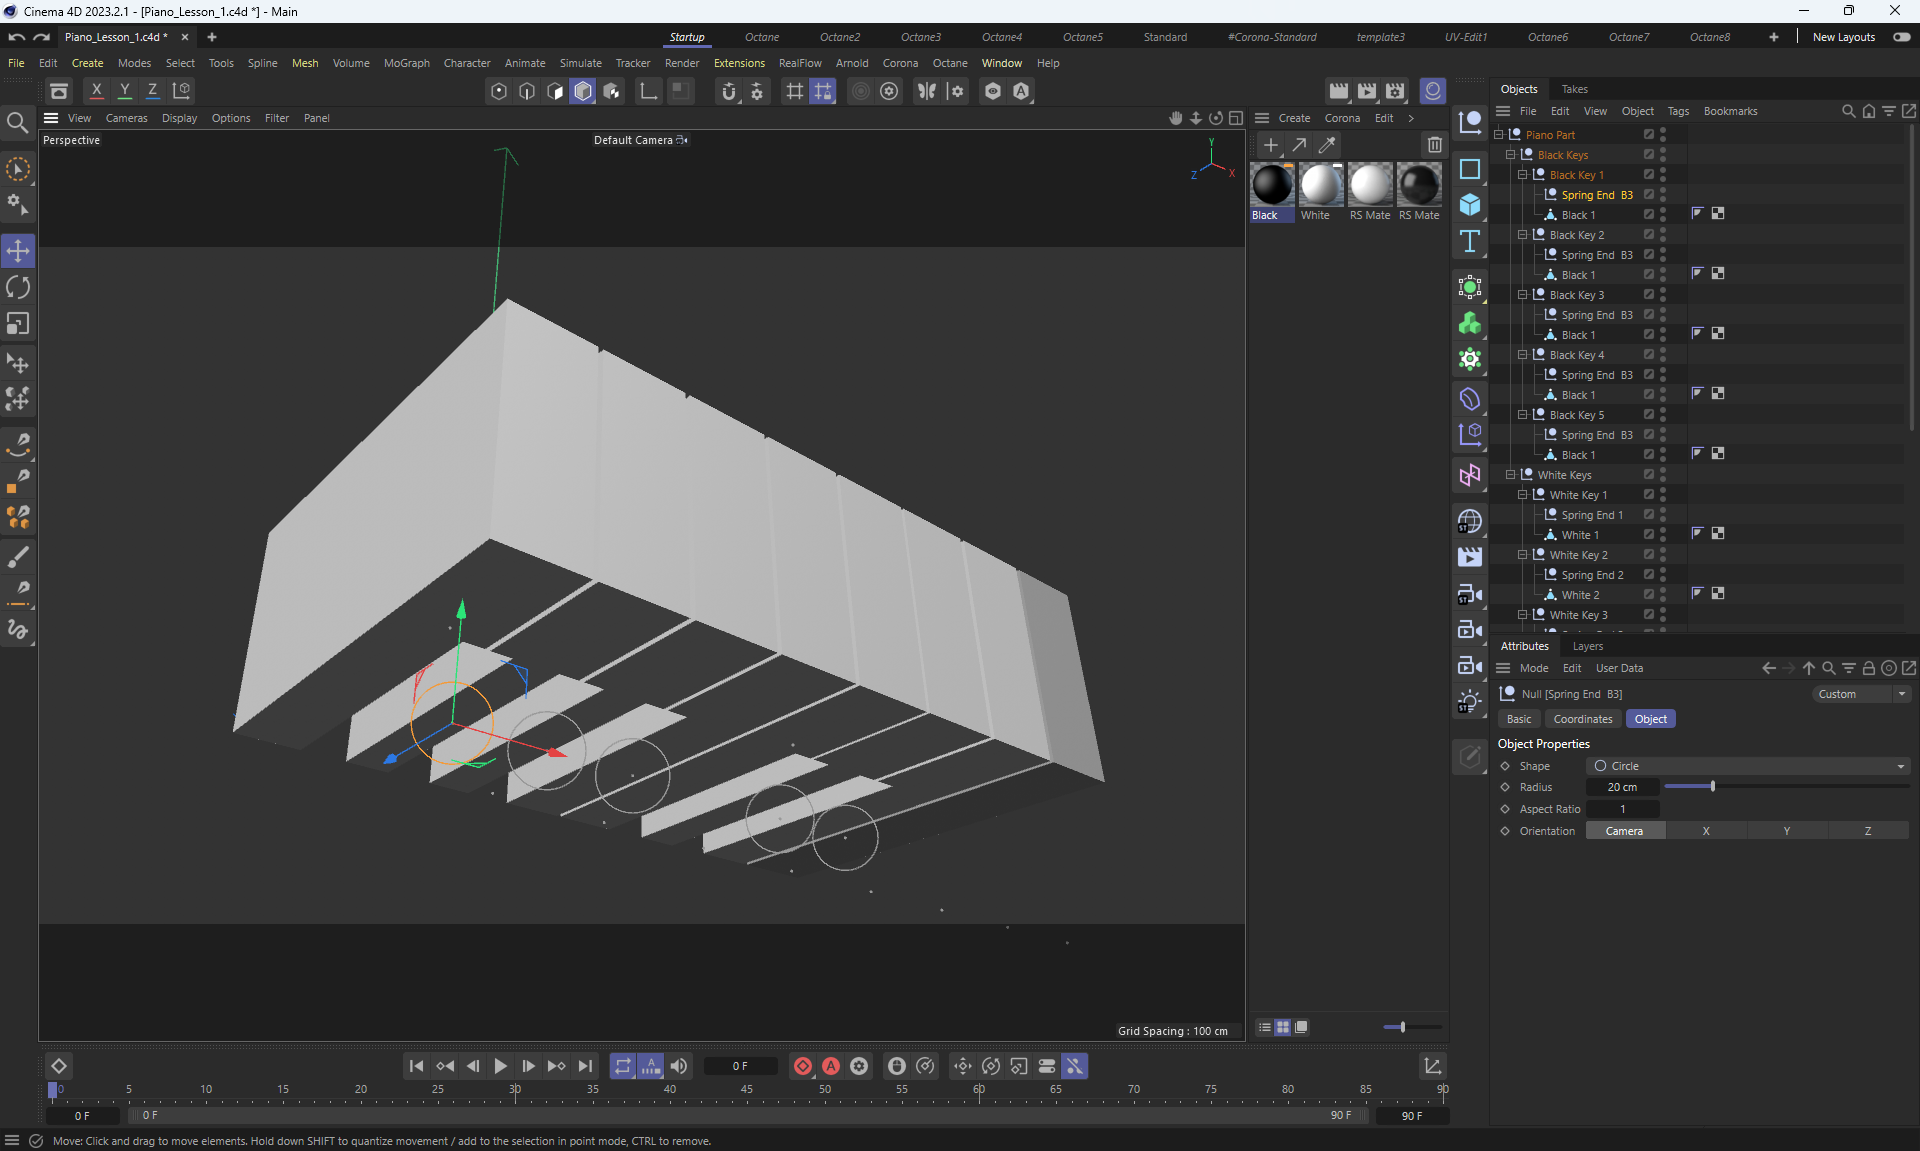 Cinema 4D 2023.2.1 - [Piano_Lesson_1.c4d *] - Main
Piano_Lesson_1.c4d *
Startup Octane Octane2 Octane3 Octane4 Octane5 Standard #Corona-Standard template3 UV-Edit1 Octane6 Octane7 Octane8 New Layouts
File Edit Create Modes Select Tools Spline Mesh Volume MoGraph Character Animate Simulate Tracker Render Extensions RealFlow Arnold Corona Octane Window Help
X Y Z
Objects Takes
View Cameras Display Options Filter Panel
Create Corona Edit
File Edit View Object Tags Bookmarks
Perspective
Default Camera
Y
X
Z
Black White RS Mate RS Mate
Piano Part
Black Keys
Black Key 1
Spring End B3
Black 1
Black Key 2
Spring End B3
Black 1
Black Key 3
Spring End B3
Black 1
Black Key 4
Spring End B3
Black 1
Black Key 5
Spring End B3
Black 1
White Keys
White Key 1
Spring End 1
White 1
White Key 2
Spring End 2
White 2
White Key 3
ST
ST
ST
Attributes Layers
Mode Edit User Data
Null [Spring End B3]
Custom
Basic Coordinates Object
Object Properties
Shape Circle
Radius 20 cm
Aspect Ratio 1
Orientation Camera X Y Z
Grid Spacing : 100 cm
0 F
0 5 10 15 20 25 30 35 40 45 50 55 60 65 70 75 80 85 90
0 F 0 F 90 F 90 F
Move: Click and drag to move elements. Hold down SHIFT to quantize movement / add to the selection in point mode, CTRL to remove.